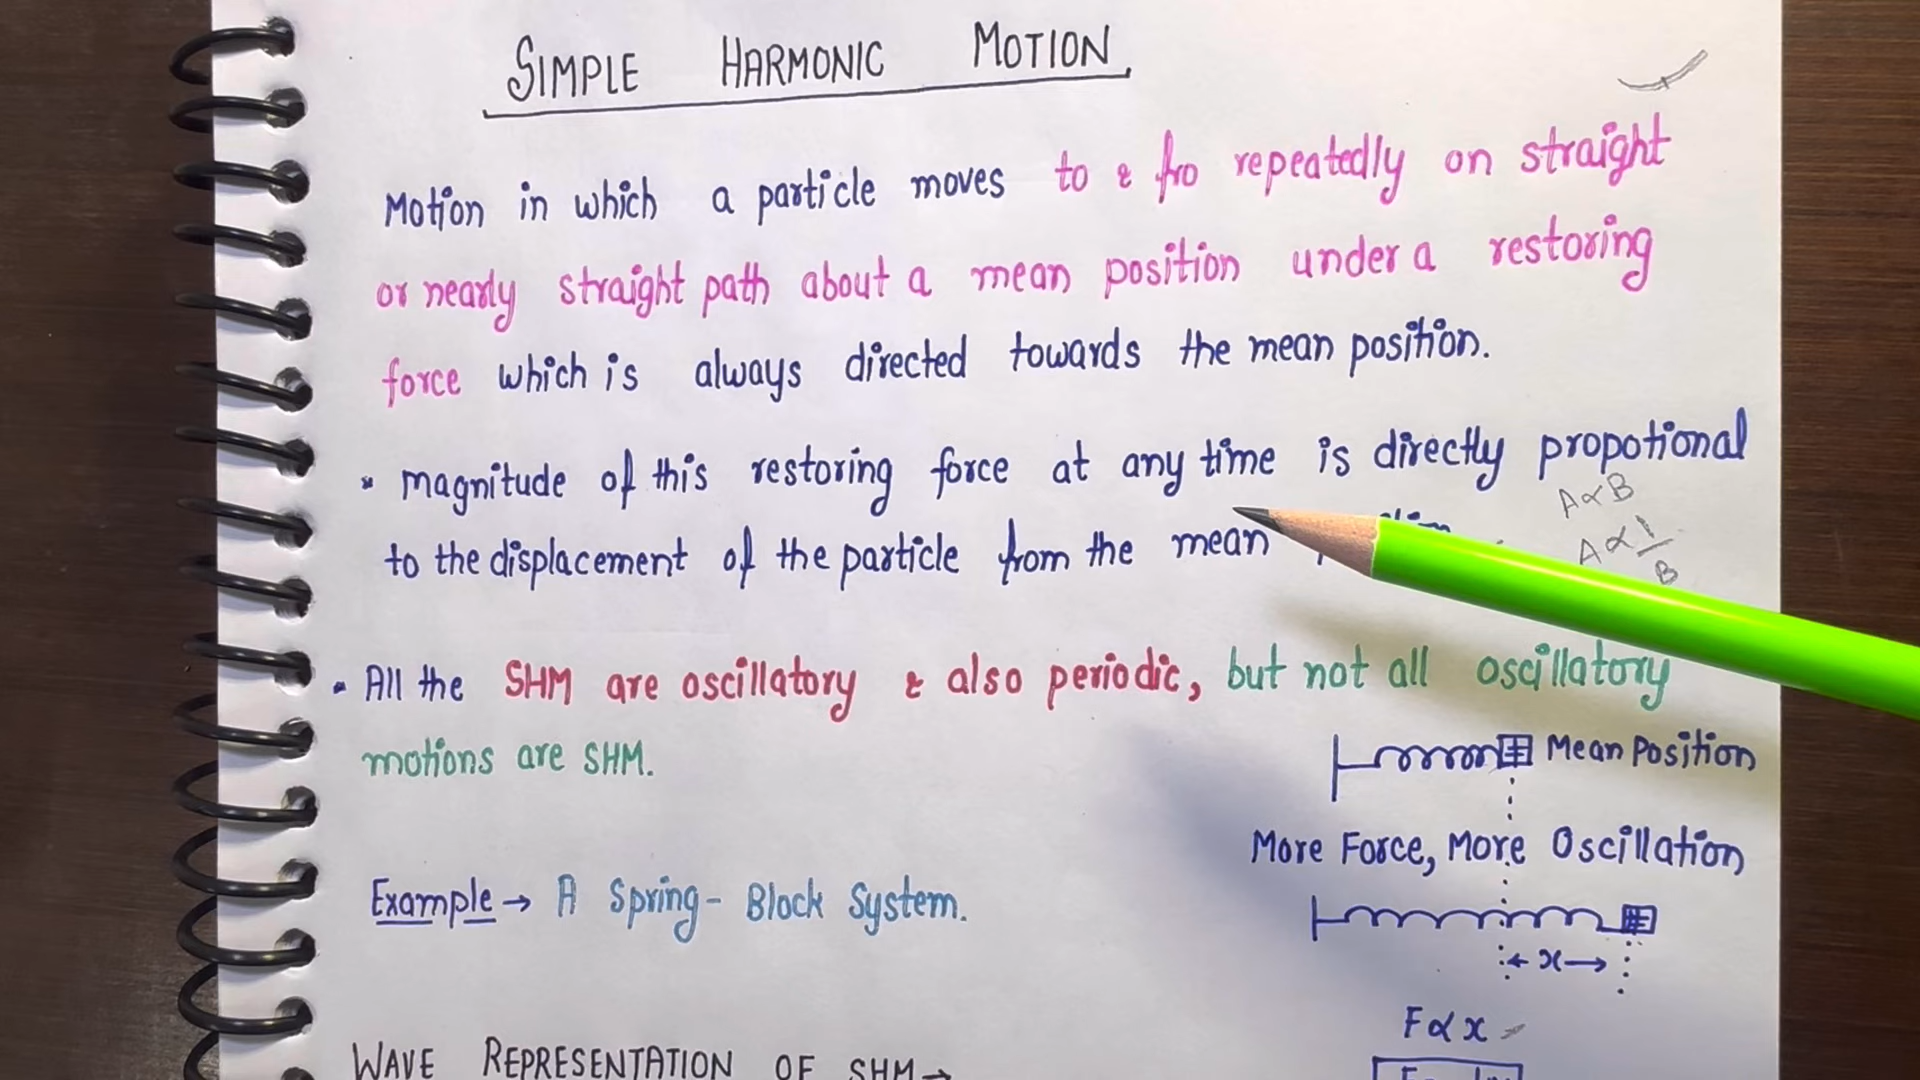 SIMPLE HARMONIC MOTION
Motion in which a particle moves to & fro repeatedly on straight
or nearly straight path about a mean position under a restoring
force which is always directed towards the mean position.
* magnitude of this restoring force at any time is directly propotional
A∝B
to the displacement of the particle from the mean
A∝1/B
• All the SHM are oscillatory & also periodic, but not all oscillatory
motions are SHM.
Mean Position
More Force, More Oscillation
Example → A Spring - Block System.
← x →
F∝x
WAVE REPRESENTATION OF SHM →